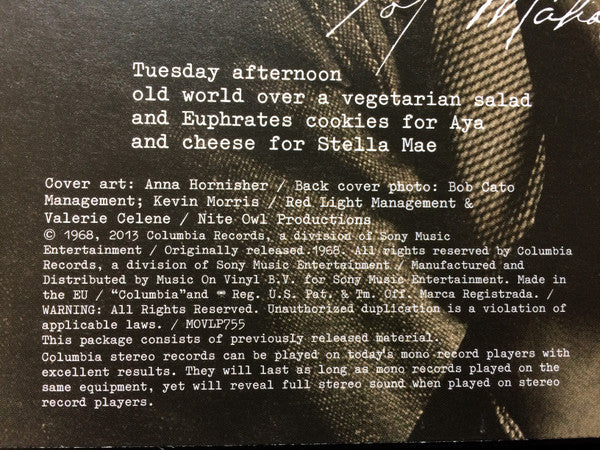 Taj Maha
Tuesday afternoon
old world over a vegetarian salad
and Euphrates cookies for Aya
and cheese for Stella Mae
Cover art: Anna Hornisher / Back cover photo: Bob Cato
Management; Kevin Morris / Red Light Management &
Valerie Celene / Nite Owl Productions
© 1968, 2013 Columbia Records, a division of Sony Music
Entertainment / Originally released 1968. All rights reserved by Columbia
Records, a division of Sony Music Entertainment / Manufactured and
Distributed by Music On Vinyl B.V. for Sony Music Entertainment. Made in
the EU / “Columbia”and Reg. U.S. Pat. & Tm. Off. Marca Registrada. /
WARNING: All Rights Reserved. Unauthorized duplication is a violation of
applicable laws. / MOVLP755
This package consists of previously released material.
Columbia stereo records can be played on today's mono record players with
excellent results. They will last as long as mono records played on the
same equipment, yet will reveal full stereo sound when played on stereo
record players.